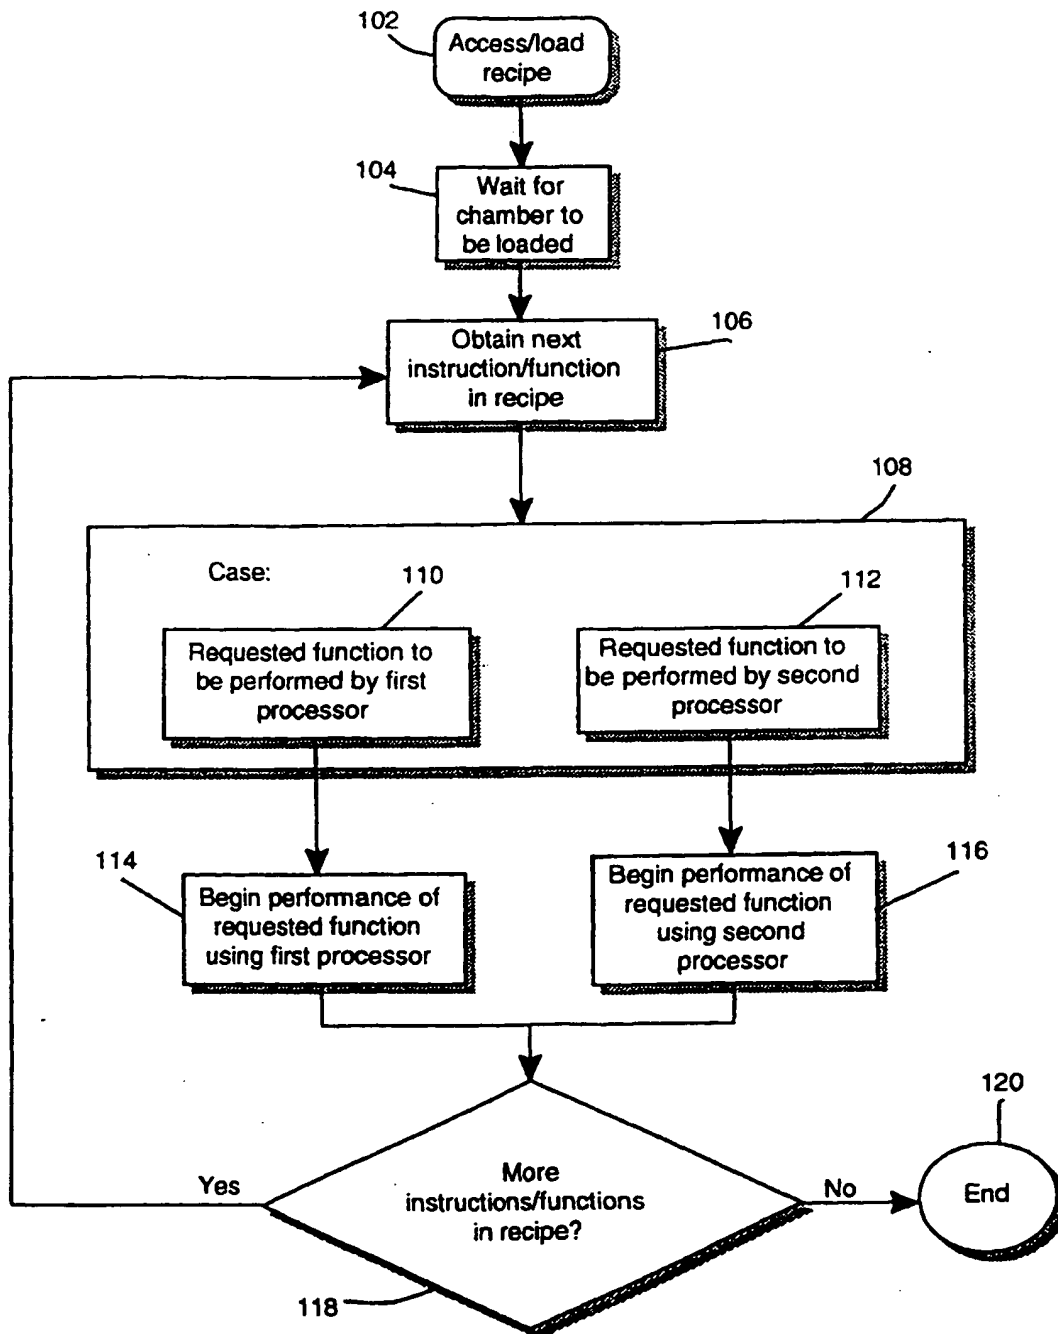 102
Access/load
recipe
104
Wait for
chamber to
be loaded
106
Obtain next
instruction/function
in recipe
108
Case:
110
112
Requested function to
be performed by first
processor
Requested function to
be performed by second
processor
114
Begin performance of
requested function
using first processor
116
Begin performance of
requested function
using second
processor
118
More
instructions/functions
in recipe?
Yes
No
120
End